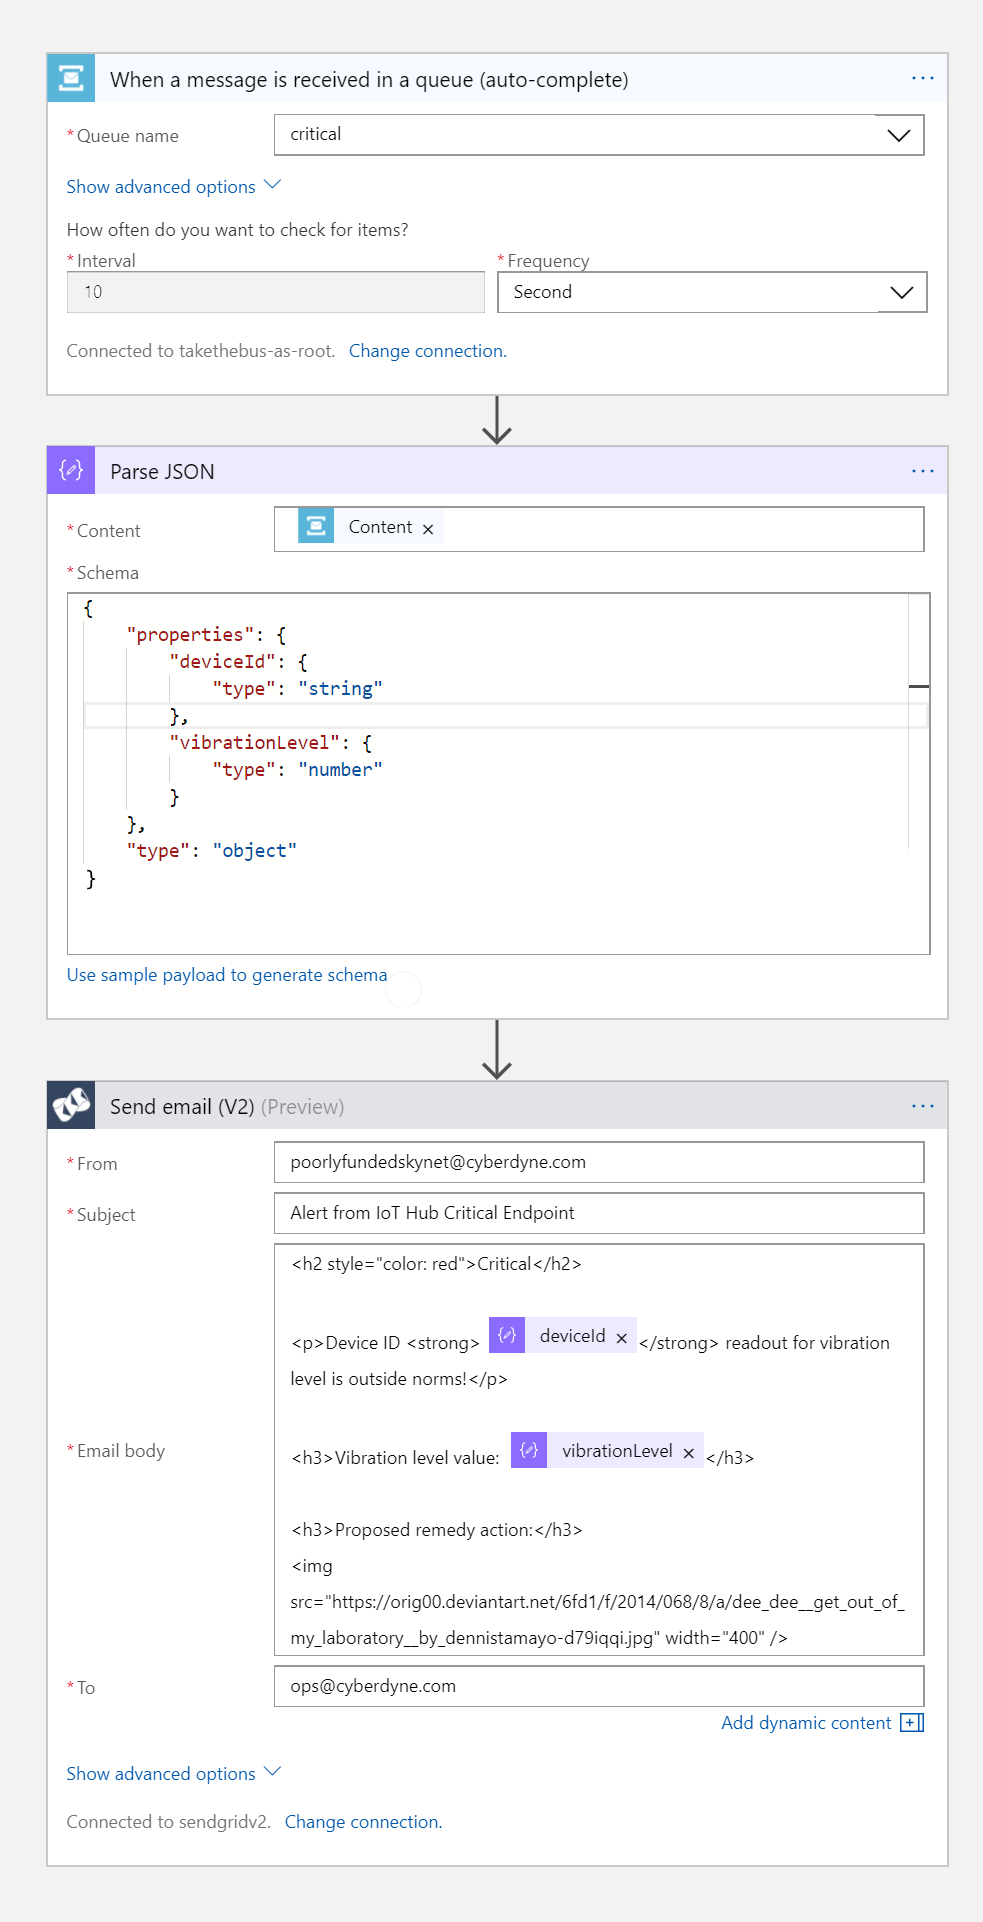 When a message is received in a queue (auto-complete) ...
* Queue name critical
Show advanced options
How often do you want to check for items?
* Interval * Frequency
10 Second
Connected to takethebus-as-root. Change connection.
Parse JSON ...
* Content Content ×
* Schema
{
"properties": {
"deviceId": {
"type": "string"
},
"vibrationLevel": {
"type": "number"
}
},
"type": "object"
}
Use sample payload to generate schema
Send email (V2) (Preview) ...
* From poorlyfundedskynet@cyberdyne.com
* Subject Alert from IoT Hub Critical Endpoint
<h2 style="color: red">Critical</h2>
<p>Device ID <strong> deviceId × </strong> readout for vibration
level is outside norms!</p>
* Email body
<h3>Vibration level value: vibrationLevel × </h3>
<h3>Proposed remedy action:</h3>
<img
src="https://orig00.deviantart.net/6fd1/f/2014/068/8/a/dee_dee__get_out_of_
my_laboratory__by_dennistamayo-d79iqqi.jpg" width="400" />
* To ops@cyberdyne.com
Add dynamic content
Show advanced options
Connected to sendgridv2. Change connection.